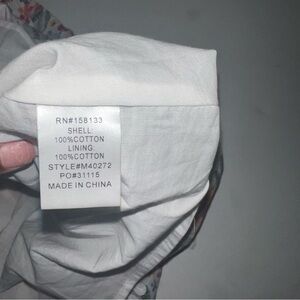 RN#158133
SHELL
100%COTTON
LINING:
100%COTTON
STYLE#M40272
PO#31115
MADE IN CHINA